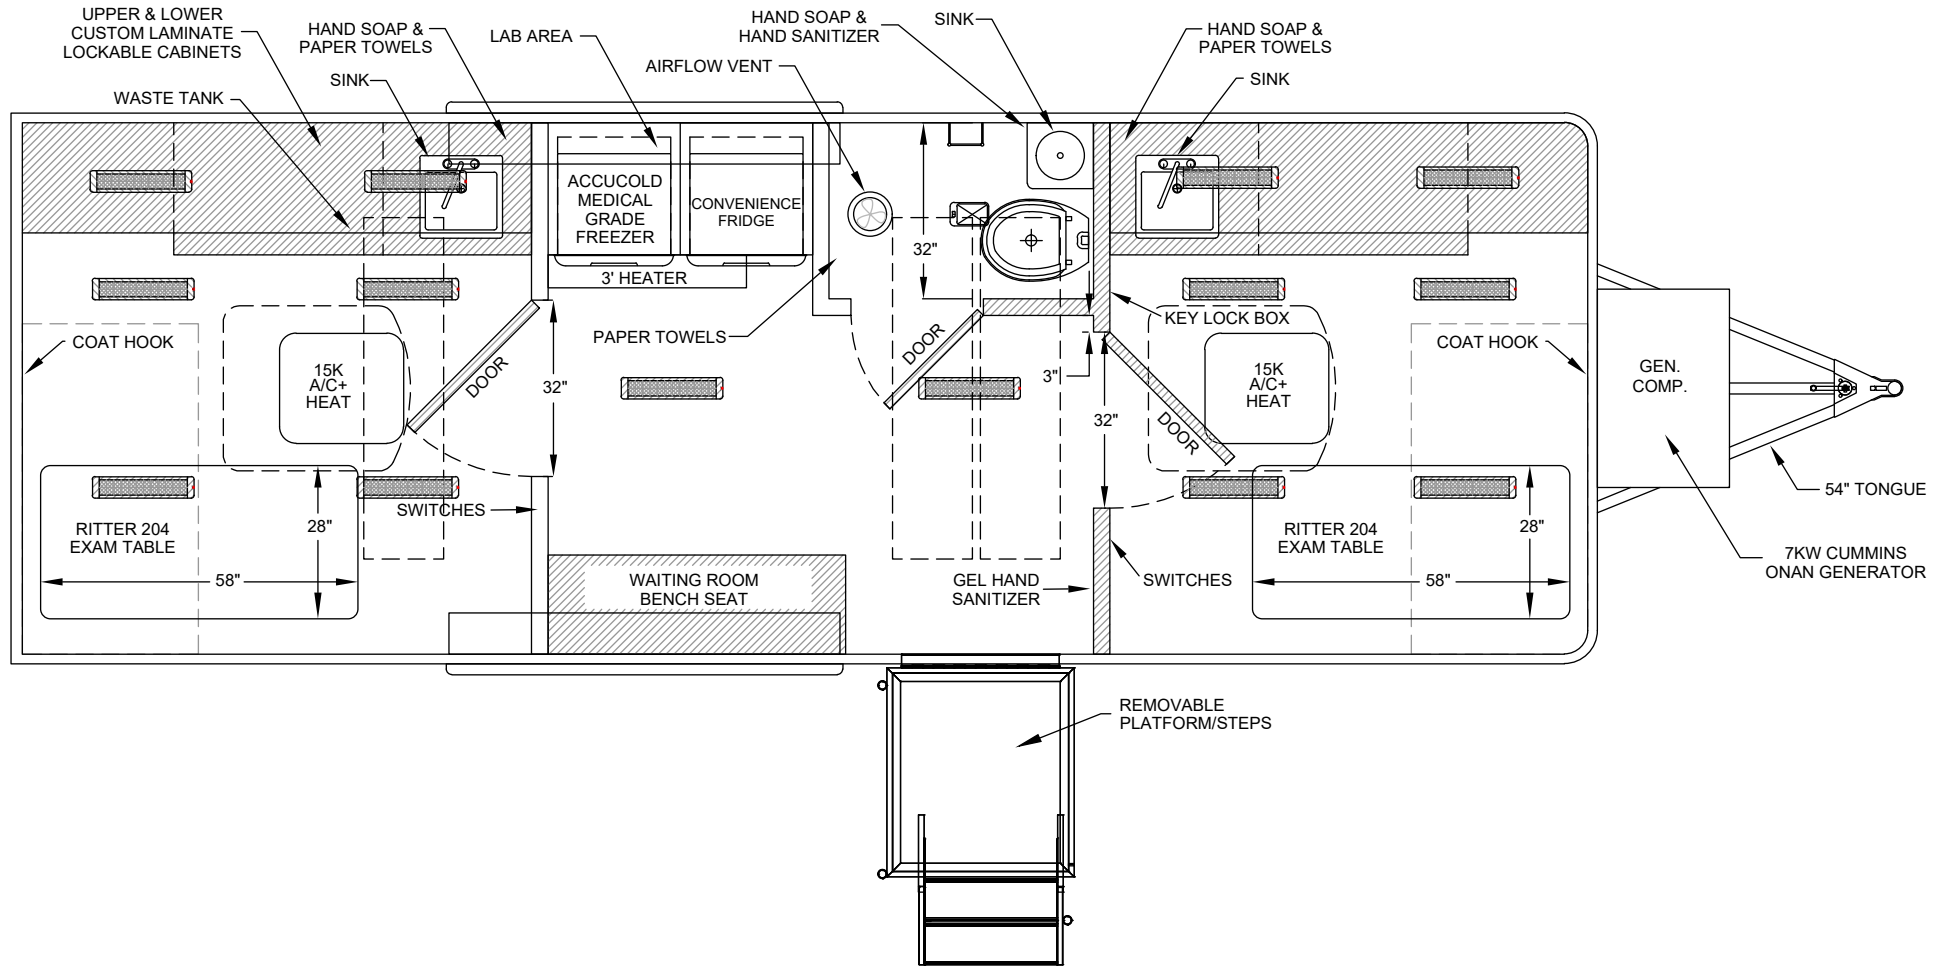 UPPER & LOWER
CUSTOM LAMINATE
LOCKABLE CABINETS
HAND SOAP &
PAPER TOWELS
LAB AREA
HAND SOAP &
HAND SANITIZER
SINK
HAND SOAP &
PAPER TOWELS
SINK
AIRFLOW VENT
SINK
WASTE TANK
ACCUCOLD
MEDICAL
GRADE
FREEZER
CONVENIENCE
FRIDGE
32"
3' HEATER
KEY LOCK BOX
PAPER TOWELS
COAT HOOK
COAT HOOK
DOOR
DOOR
DOOR
15K
A/C+
HEAT
32"
3"
32"
15K
A/C+
HEAT
GEN.
COMP.
54" TONGUE
SWITCHES
RITTER 204
EXAM TABLE
28"
58"
WAITING ROOM
BENCH SEAT
GEL HAND
SANITIZER
SWITCHES
RITTER 204
EXAM TABLE
28"
58"
7KW CUMMINS
ONAN GENERATOR
REMOVABLE
PLATFORM/STEPS